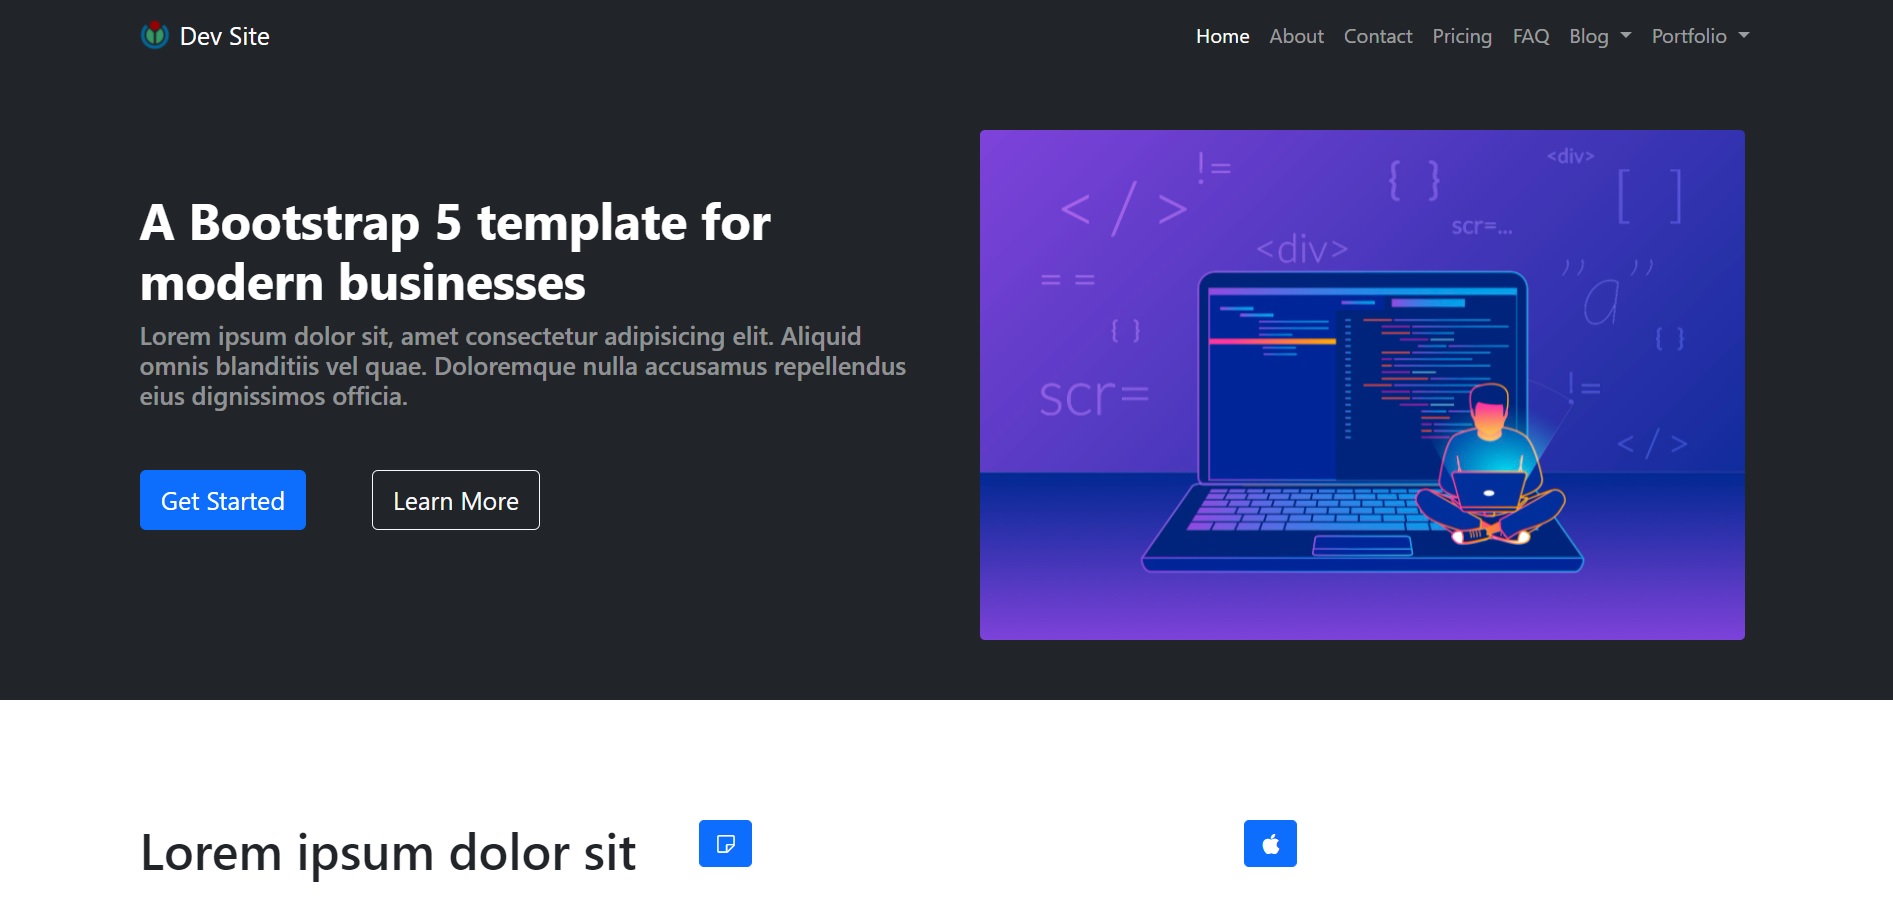 Dev Site
Home About Contact Pricing FAQ Blog Portfolio
A Bootstrap 5 template for
modern businesses
Lorem ipsum dolor sit, amet consectetur adipisicing elit. Aliquid
omnis blanditiis vel quae. Doloremque nulla accusamus repellendus
eius dignissimos officia.
Get Started
Learn More
</ >
!=
{ }
<div>
[ ]
scr=...
<div>
= =
,, a ,,
{ }
{ }
scr=
!=
</>
Lorem ipsum dolor sit